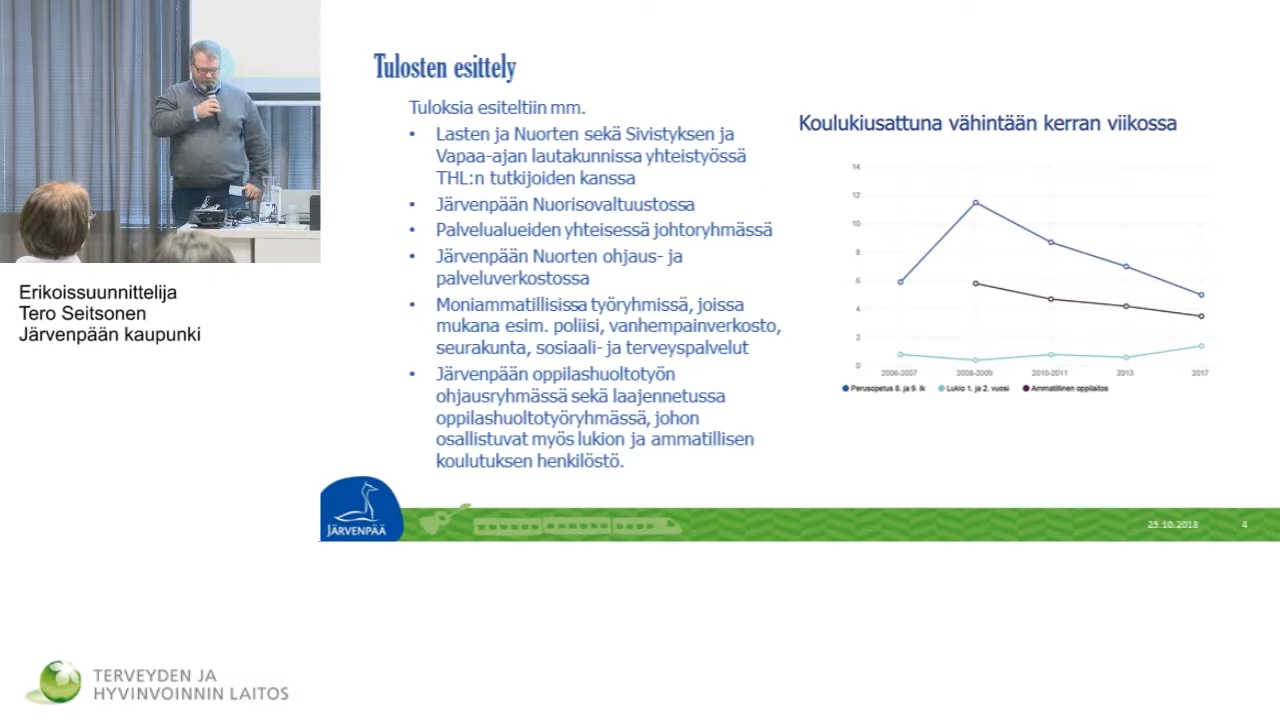 Tulosten esittely
Tuloksia esiteltiin mm.
• Lasten ja Nuorten sekä Sivistyksen ja
Vapaa-ajan lautakunnissa yhteistyössä
THL:n tutkijoiden kanssa
• Järvenpään Nuorisovaltuustossa
• Palvelualueiden yhteisessä johtoryhmässä
• Järvenpään Nuorten ohjaus- ja
palveluverkostossa
• Moniammatillisissa työryhmissä, joissa
mukana esim. poliisi, vanhempainverkosto,
seurakunta, sosiaali- ja terveyspalvelut
• Järvenpään oppilashuoltotyön
ohjausryhmässä sekä laajennetussa
oppilashuoltotyöryhmässä, johon
osallistuvat myös lukion ja ammatillisen
koulutuksen henkilöstö.
Koulukiusattuna vähintään kerran viikossa
14
12
10
8
6
4
2
0
2006-2007 2008-2009 2010-2011 2013 2017
Perusopetus 8. ja 9. lk Lukio 1. ja 2. vuosi Ammatillinen oppilaitos
Erikoissuunnittelija
Tero Seitsonen
Järvenpään kaupunki
JÄRVENPÄÄ
25.10.2018 4
TERVEYDEN JA
HYVINVOINNIN LAITOS